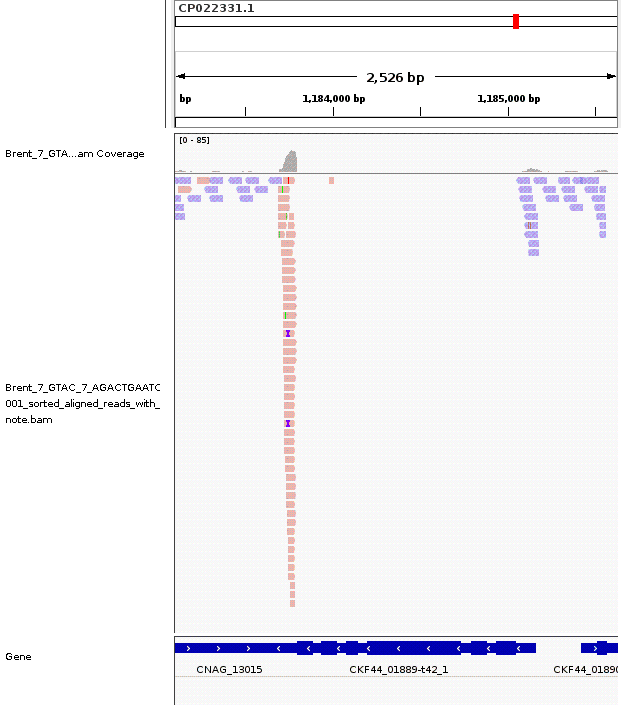 CP022331.1
2,526 bp
bp 1,184,000 bp 1,185,000 bp
[0 - 85]
Brent_7_GTA...am Coverage
Brent_7_GTAC_7_AGACTGAATC
001_sorted_aligned_reads_with_
note.bam
Gene
CNAG_13015 CKF44_01889-t42_1 CKF44_0189